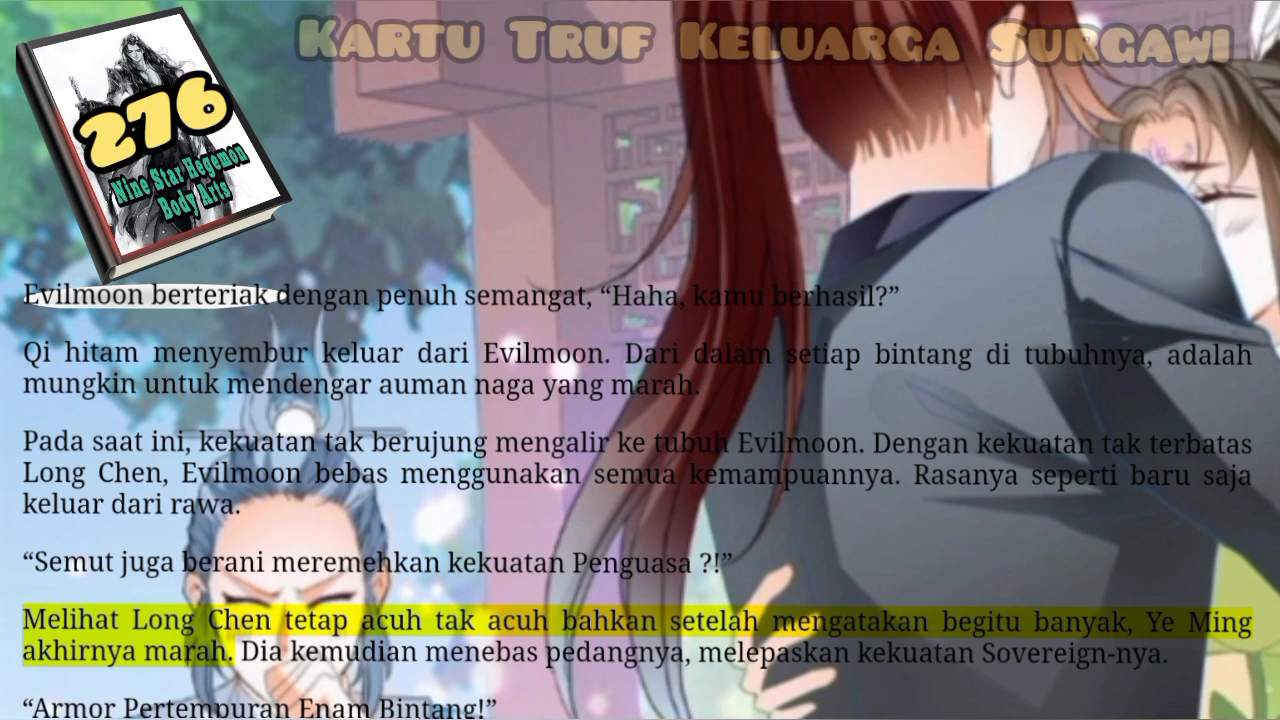 KARTU TRUF KELUARGA SURGAWI
276
Nine Star Hegemon
Body Arts
Evilmoon berteriak dengan penuh semangat, “Haha, kamu berhasil?”
Qi hitam menyembur keluar dari Evilmoon. Dari dalam setiap bintang di tubuhnya, adalah
mungkin untuk mendengar auman naga yang marah.
Pada saat ini, kekuatan tak berujung mengalir ke tubuh Evilmoon. Dengan kekuatan tak terbatas
Long Chen, Evilmoon bebas menggunakan semua kemampuannya. Rasanya seperti baru saja
keluar dari rawa.
“Semut juga berani meremehkan kekuatan Penguasa ?!”
Melihat Long Chen tetap acuh tak acuh bahkan setelah mengatakan begitu banyak, Ye Ming
akhirnya marah. Dia kemudian menebas pedangnya, melepaskan kekuatan Sovereign-nya.
“Armor Pertempuran Enam Bintang!”